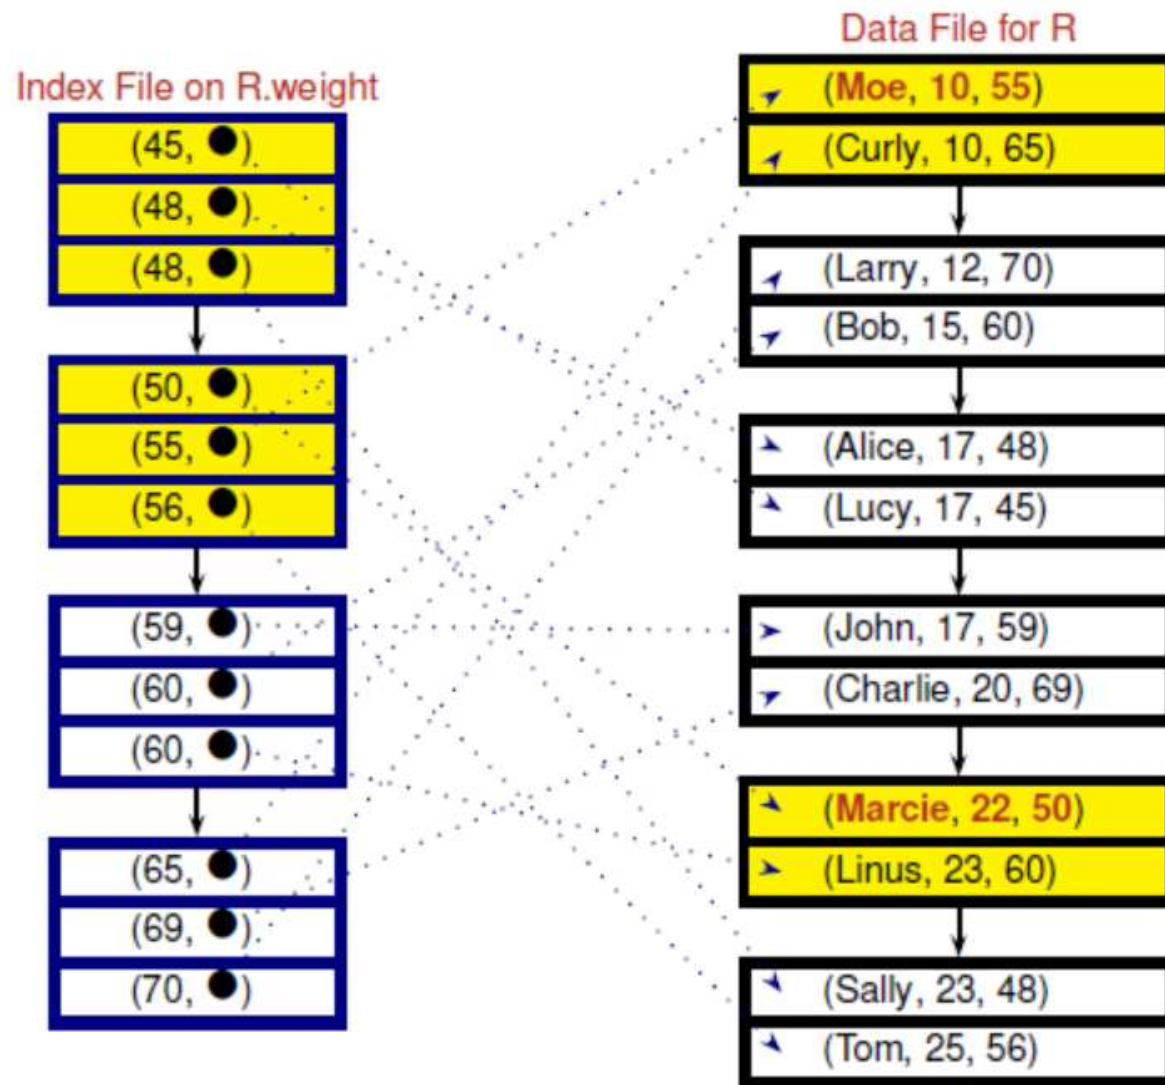 Index File on R.weight
(45, ●)
(48, ●)
(48, ●)
(50, ●)
(55, ●)
(56, ●)
(59, ●)
(60, ●)
(60, ●)
(65, ●)
(69, ●)
(70, ●)
Data File for R
(Moe, 10, 55)
(Curly, 10, 65)
(Larry, 12, 70)
(Bob, 15, 60)
(Alice, 17, 48)
(Lucy, 17, 45)
(John, 17, 59)
(Charlie, 20, 69)
(Marcie, 22, 50)
(Linus, 23, 60)
(Sally, 23, 48)
(Tom, 25, 56)